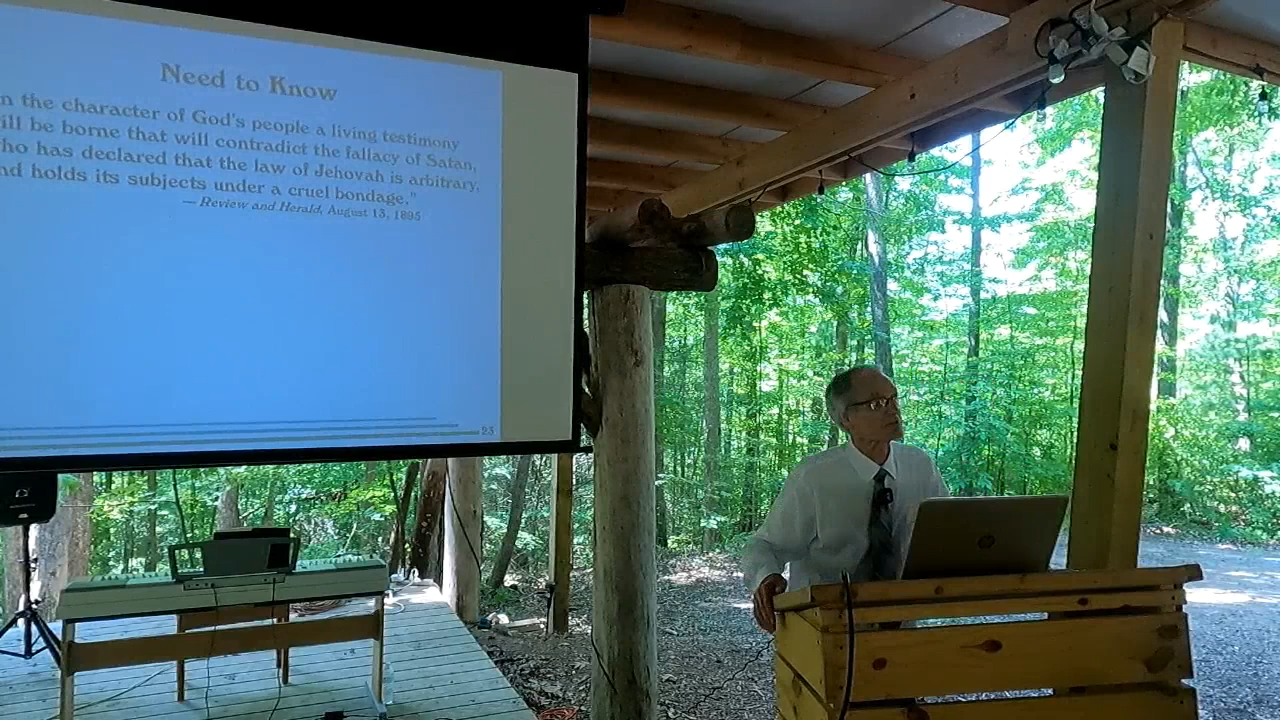 Need to Know
n the character of God's people a living testimony
ill be borne that will contradict the fallacy of Satan,
ho has declared that the law of Jehovah is arbitrary,
nd holds its subjects under a cruel bondage,"
— Review and Herald, August 13, 1895
23
hp